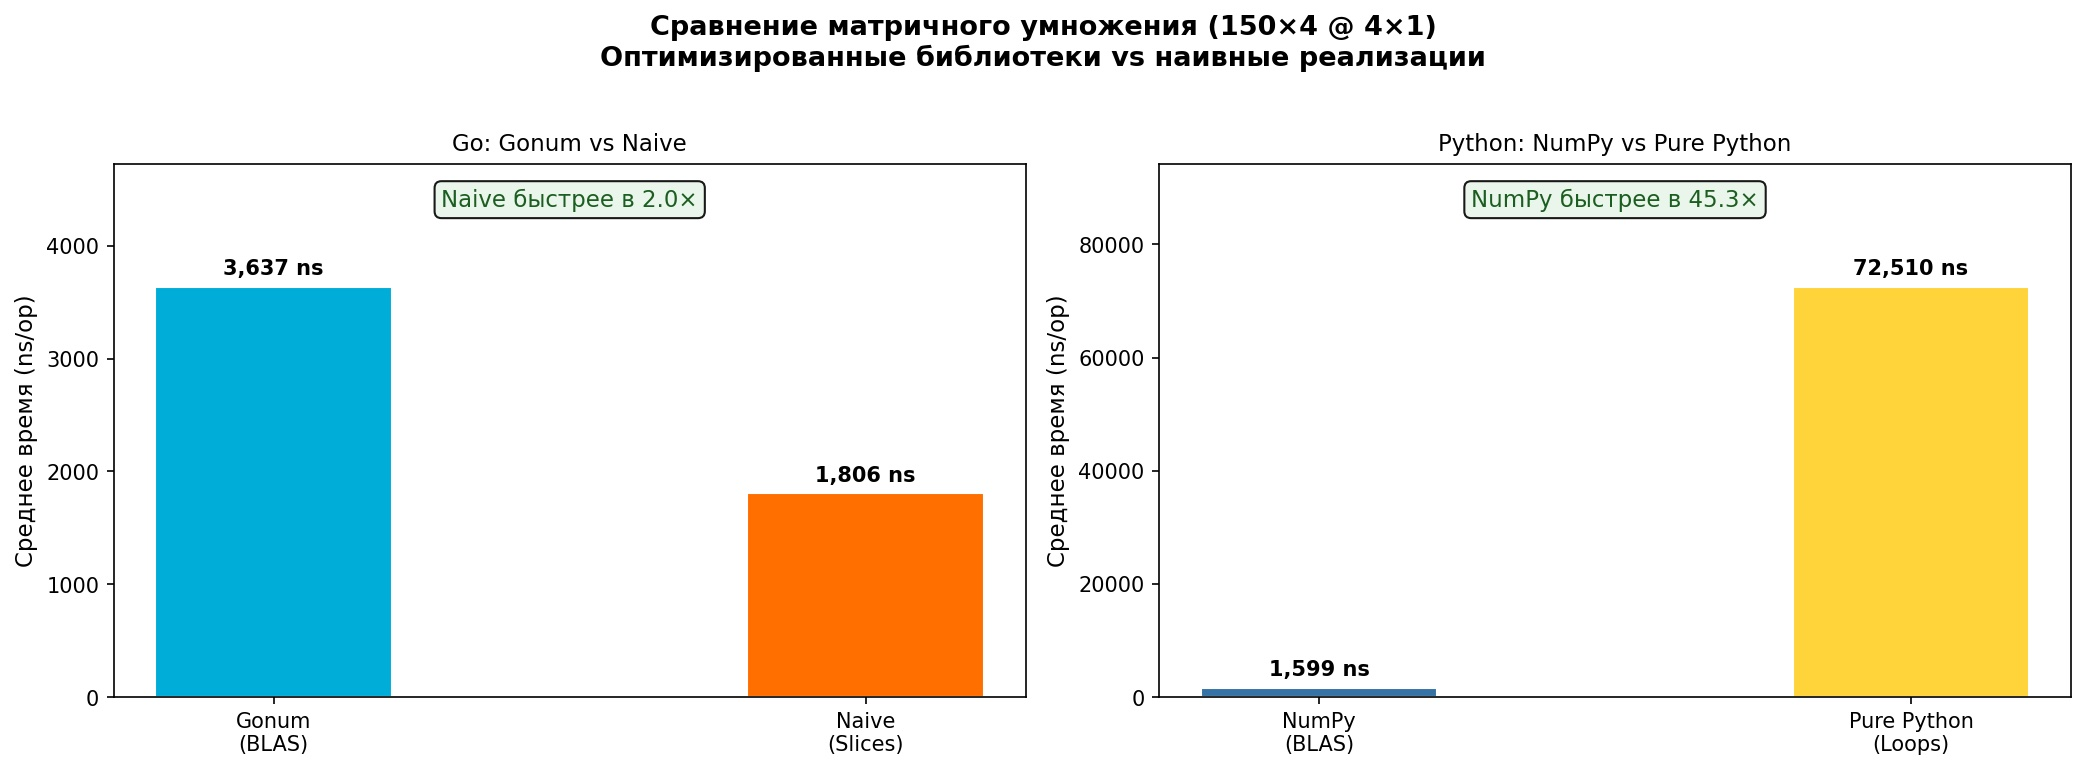 Сравнение матричного умножения (150×4 @ 4×1)
Оптимизированные библиотеки vs наивные реализации
Go: Gonum vs Naive
Naive быстрее в 2.0×
Среднее время (ns/op)
4000
3000
2000
1000
0
3,637 ns
1,806 ns
Gonum
(BLAS)
Naive
(Slices)
Python: NumPy vs Pure Python
NumPy быстрее в 45.3×
Среднее время (ns/op)
80000
60000
40000
20000
0
1,599 ns
72,510 ns
NumPy
(BLAS)
Pure Python
(Loops)